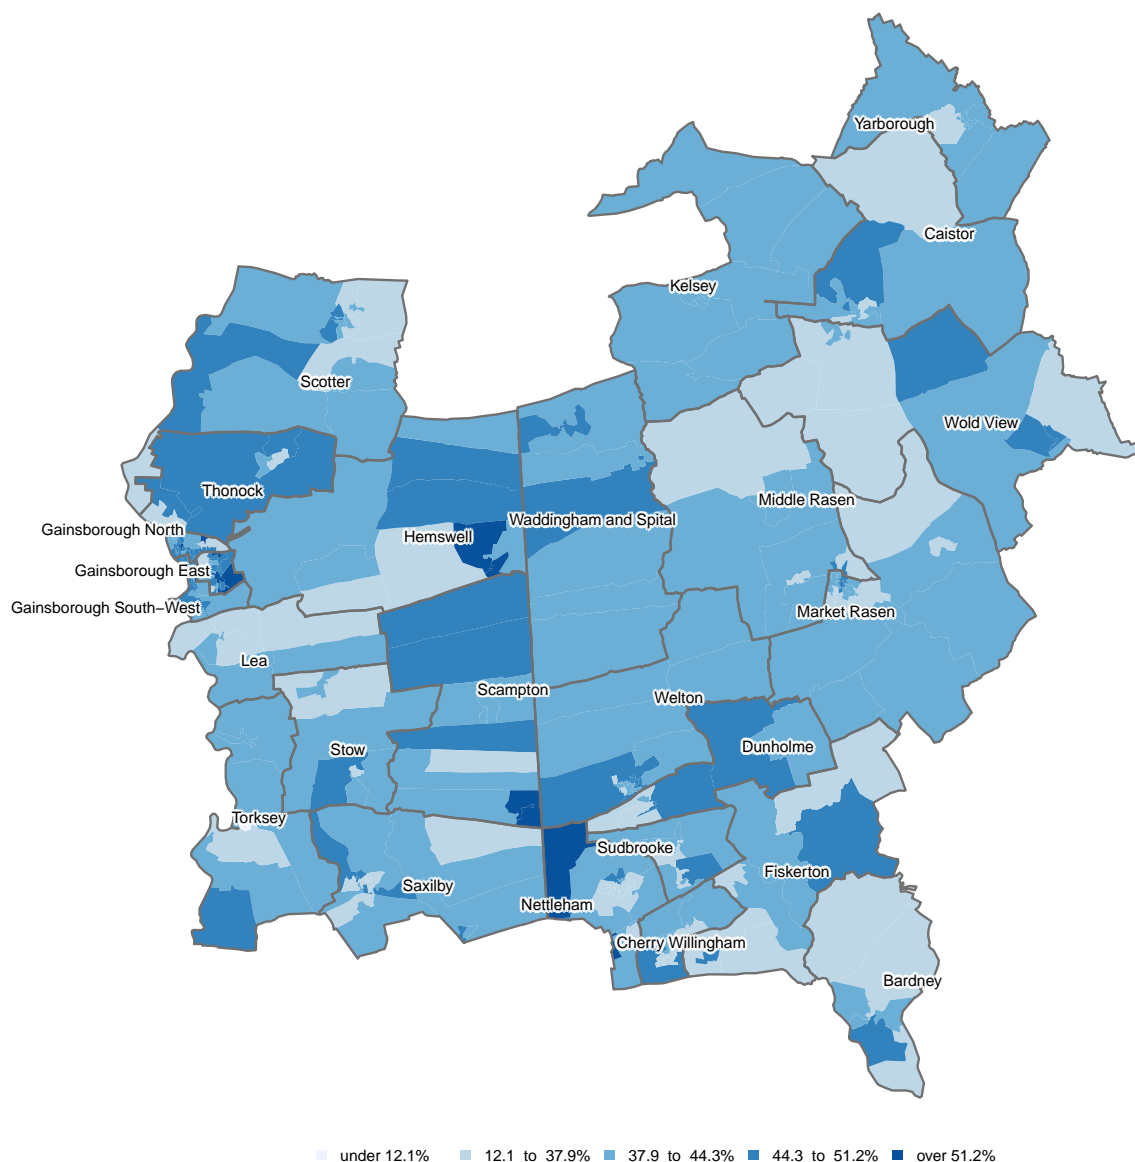 Yarborough
Caistor
Kelsey
Scotter
Wold View
Thonock
Middle Rasen
Waddingham and Spital
Gainsborough North
Hemswell
Gainsborough East
Gainsborough South−West
Market Rasen
Lea
Scampton
Welton
Stow
Dunholme
Torksey
Sudbrooke
Fiskerton
Saxilby
Nettleham
Cherry Willingham
Bardney
under 12.1% 12.1 to 37.9% 37.9 to 44.3% 44.3 to 51.2% over 51.2%